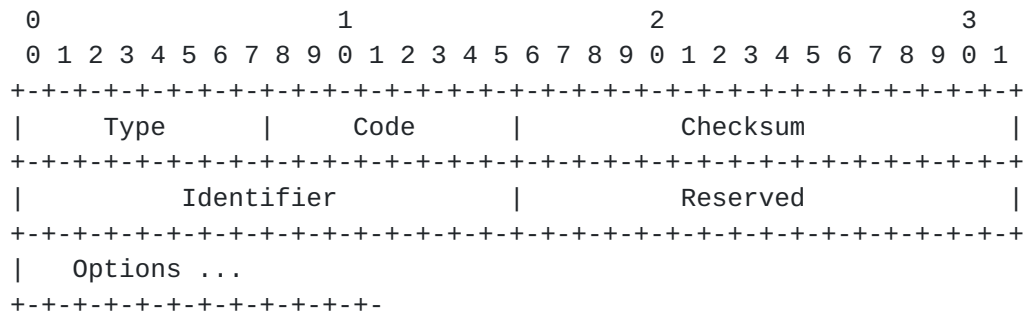 0                   1                   2                   3
 0 1 2 3 4 5 6 7 8 9 0 1 2 3 4 5 6 7 8 9 0 1 2 3 4 5 6 7 8 9 0 1
+-+-+-+-+-+-+-+-+-+-+-+-+-+-+-+-+-+-+-+-+-+-+-+-+-+-+-+-+-+-+-+-+
|     Type      |     Code      |          Checksum             |
+-+-+-+-+-+-+-+-+-+-+-+-+-+-+-+-+-+-+-+-+-+-+-+-+-+-+-+-+-+-+-+-+
|          Identifier           |          Reserved             |
+-+-+-+-+-+-+-+-+-+-+-+-+-+-+-+-+-+-+-+-+-+-+-+-+-+-+-+-+-+-+-+-+
|   Options ...
+-+-+-+-+-+-+-+-+-+-+-+-